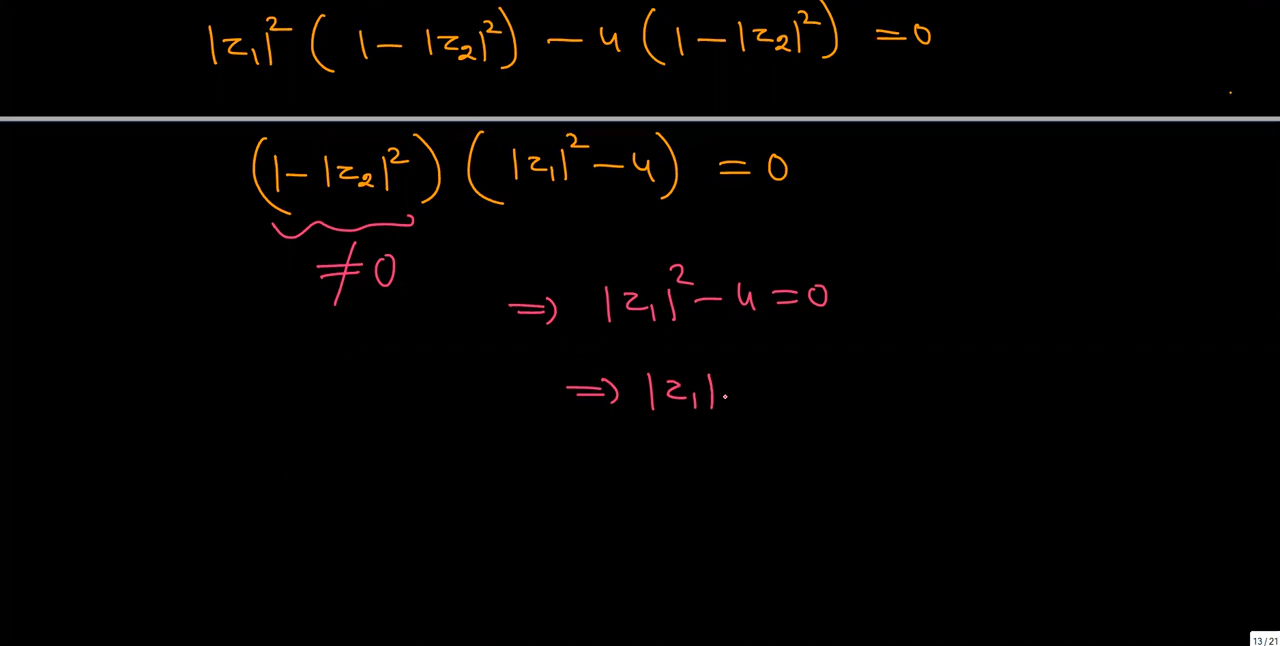 |z₁|² (1 − |z₂|²) − 4 (1 − |z₂|²) = 0
(1 − |z₂|²) (|z₁|² − 4) = 0
≠ 0
⇒ |z₁|² − 4 = 0
⇒ |z₁|
13 / 21